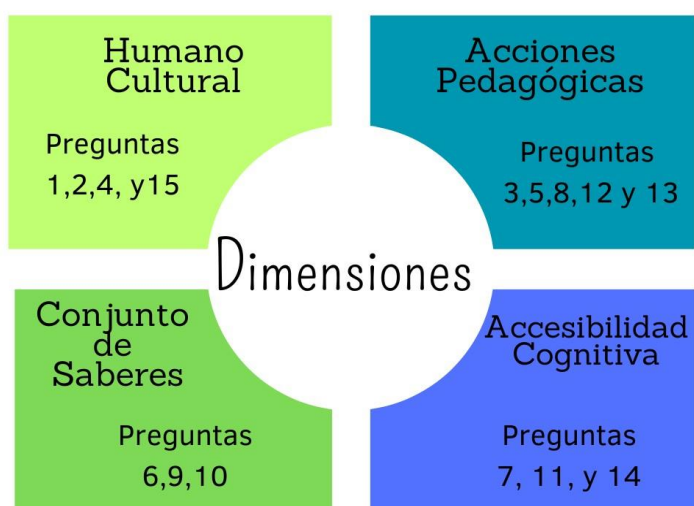 Humano
Cultural
Preguntas
1,2,4, y15
Acciones
Pedagógicas
Preguntas
3,5,8,12 y 13
Dimensiones
Conjunto
de
Saberes
Preguntas
6,9,10
Accesibilidad
Cognitiva
Preguntas
7, 11, y 14